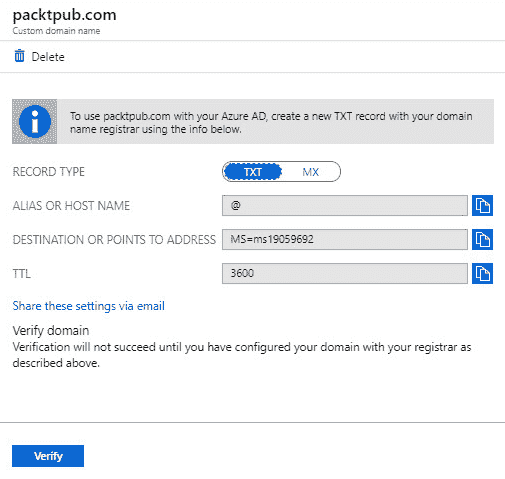 packtpub.com
Custom domain name
Delete
To use packtpub.com with your Azure AD, create a new TXT record with your domain
name registrar using the info below.
RECORD TYPE TXT MX
ALIAS OR HOST NAME @
DESTINATION OR POINTS TO ADDRESS MS=ms19059692
TTL 3600
Share these settings via email
Verify domain
Verification will not succeed until you have configured your domain with your registrar as
described above.
Verify